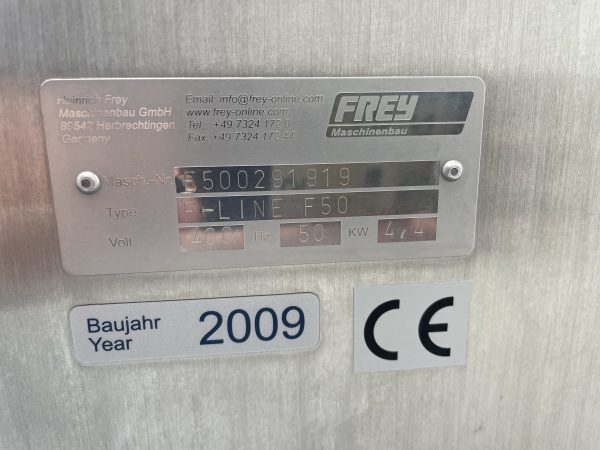 Heinrich Frey
Maschinenbau GmbH
89542 Herbrechtingen
Germany
Email: info@frey-online.com
www.frey-online.com
Tel.: +49 7324 172 0
Fax. +49 7324 172 44
FREY
Maschinenbau
Masch.-Nr. E500291919
Type F-LINE F50
Volt 400 Hz 50 KW 4,4
Baujahr
Year
2009
CE